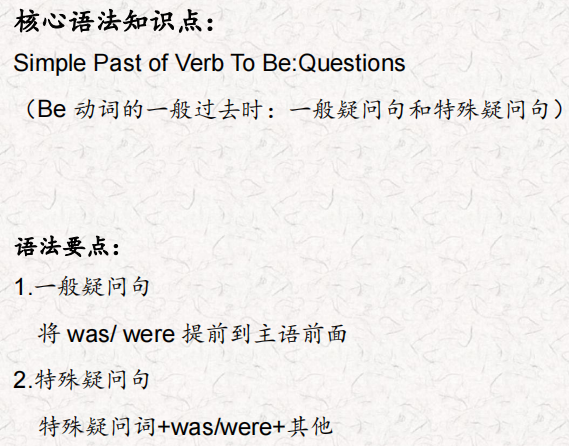 核心语法知识点：
Simple Past of Verb To Be:Questions
（Be 动词的一般过去时：一般疑问句和特殊疑问句）
语法要点：
1.一般疑问句
将 was/ were 提前到主语前面
2.特殊疑问句
特殊疑问词+was/were+其他